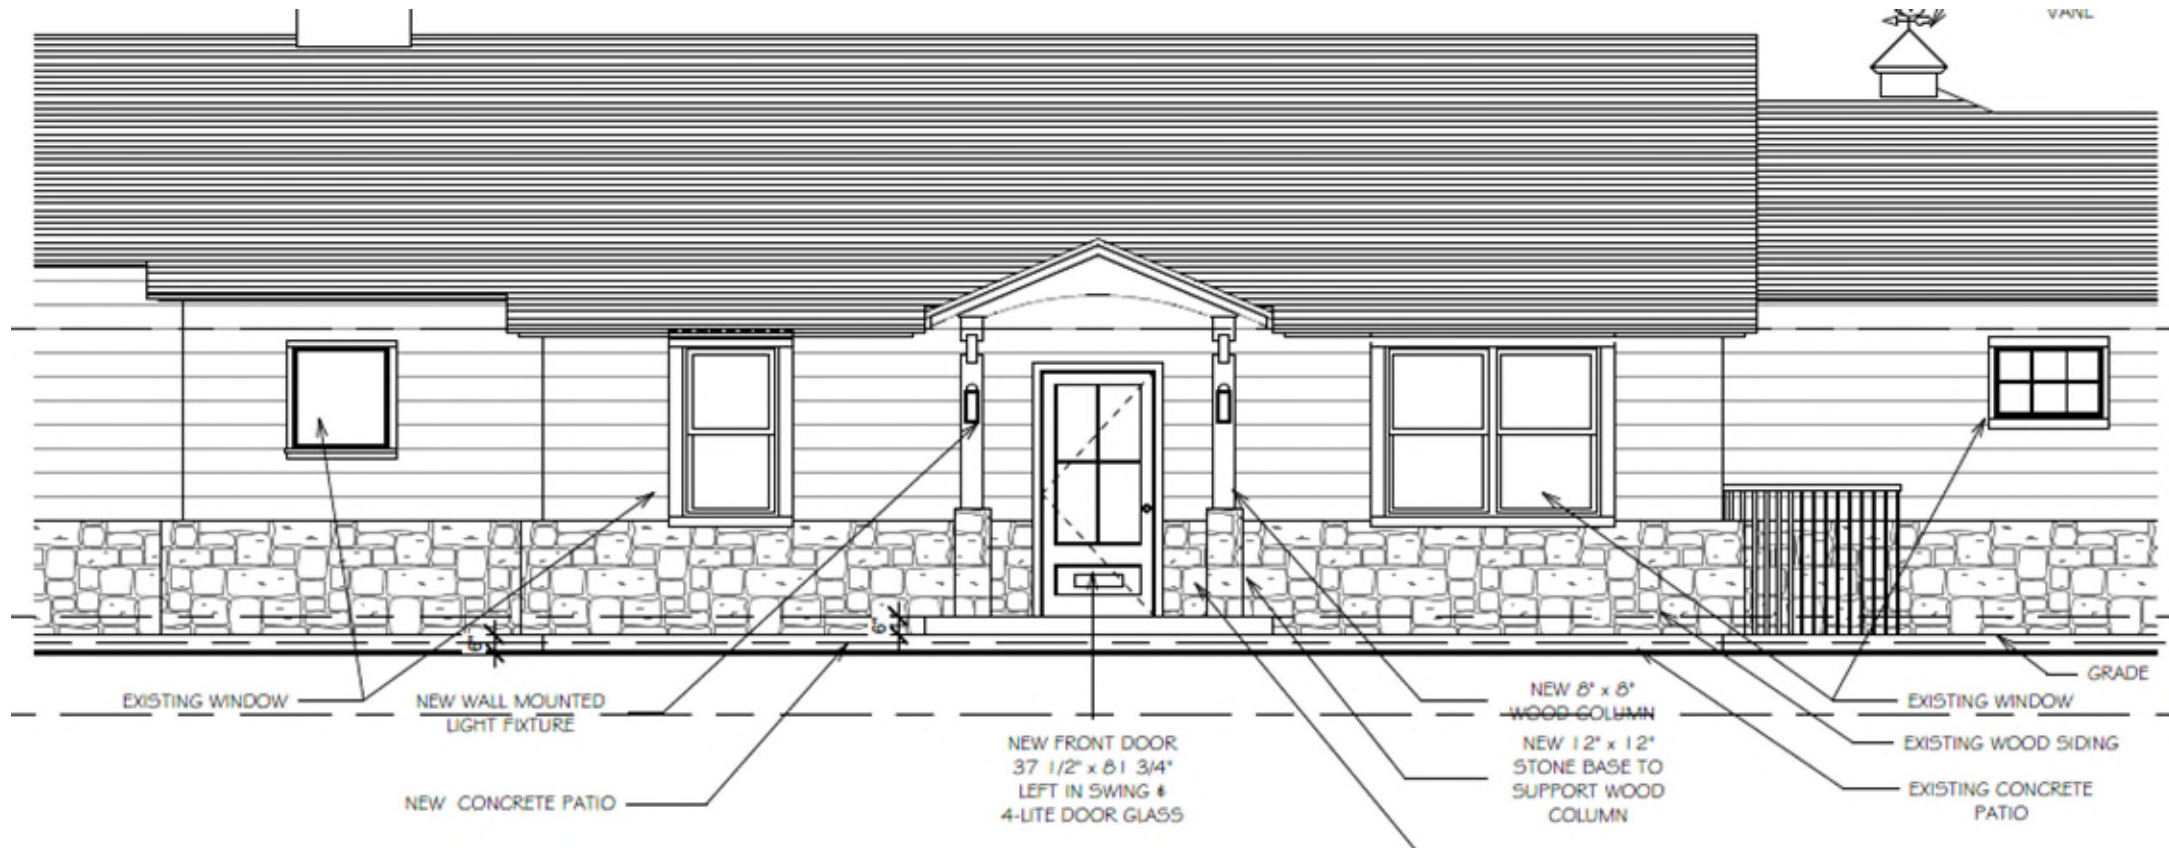 VANE
6"
6"
EXISTING WINDOW
NEW WALL MOUNTED
LIGHT FIXTURE
NEW CONCRETE PATIO
NEW FRONT DOOR
37 1/2" x 81 3/4"
LEFT IN SWING &
4-LITE DOOR GLASS
NEW 8" x 8"
WOOD COLUMN
NEW 12" x 12"
STONE BASE TO
SUPPORT WOOD
COLUMN
GRADE
EXISTING WINDOW
EXISTING WOOD SIDING
EXISTING CONCRETE
PATIO